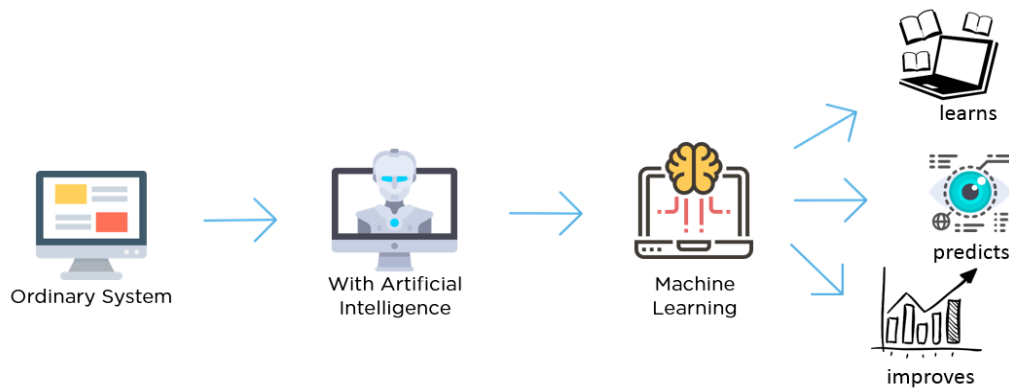 Ordinary System
With Artificial
Intelligence
Machine
Learning
learns
predicts
improves